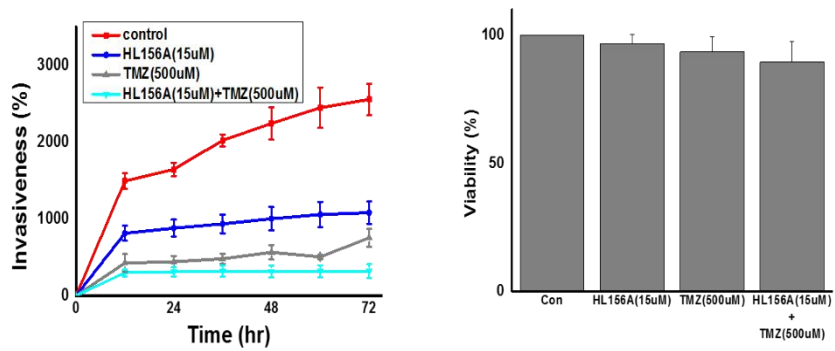 control
HL156A(15uM)
TMZ(500uM)
HL156A(15uM)+TMZ(500uM)
Invasiveness (%)
3000
2000
1000
0
0 24 48 72
Time (hr)
Viability (%)
100
50
0
Con HL156A(15uM) TMZ(500uM) HL156A(15uM)
+
TMZ(500uM)